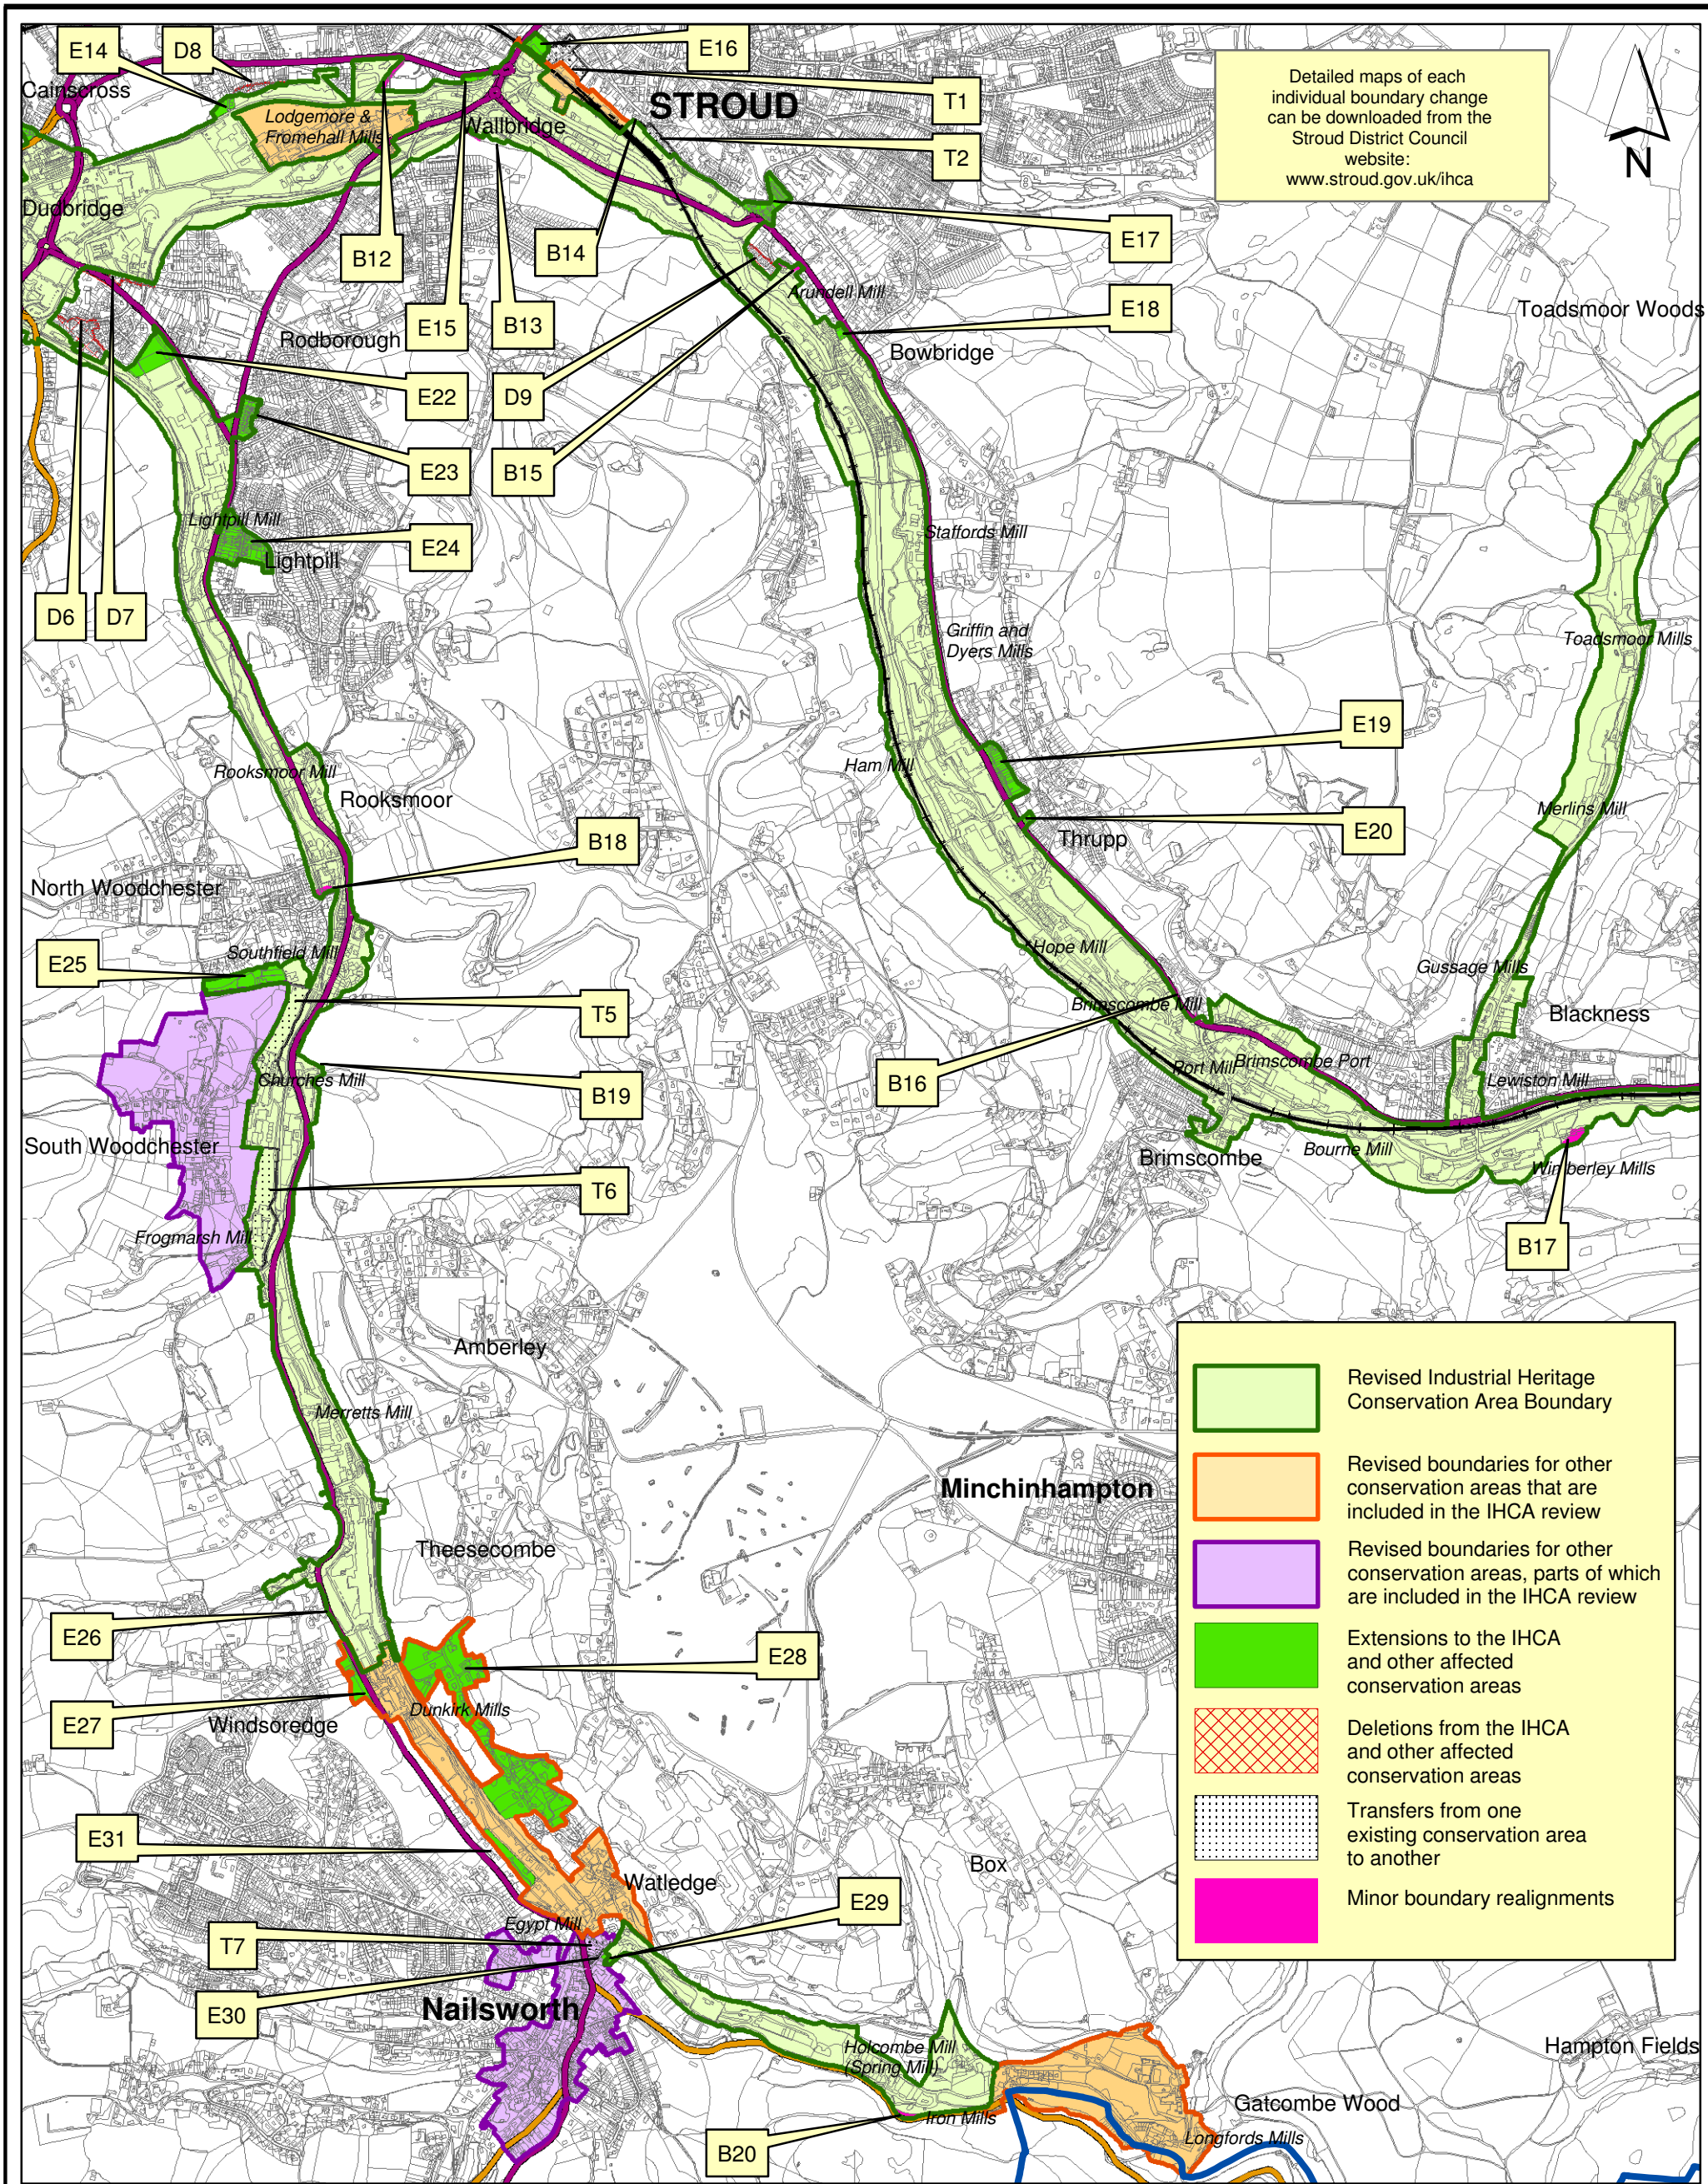 E14
D8
E16
Cainscross
T1
STROUD
Lodgemore &
Fromehall Mills
Wallbridge
T2
Detailed maps of each
individual boundary change
can be downloaded from the
Stroud District Council
website:
www.stroud.gov.uk/ihca
N
Dudbridge
B12
B14
E17
Arundell Mill
E15
B13
E18
Toadsmoor Woods
Rodborough
Bowbridge
E22
D9
E23
B15
Lightpill Mill
Lightpill
E24
Staffords Mill
D6
D7
Griffin and
Dyers Mills
Toadsmoor Mills
E19
Rooksmoor Mill
Rooksmoor
Ham Mill
Merlins Mill
B18
Thrupp
E20
North Woodchester
Southfield Mill
E25
Hope Mill
Gussage Mills
T5
Brimscombe Mill
Blackness
Churches Mill
B19
B16
Port Mill
Brimscombe Port
Lewiston Mill
South Woodchester
Brimscombe
Bourne Mill
Wimberley Mills
T6
Frogmarsh Mill
B17
Amberley
Merretts Mill
Minchinhampton
Theesecombe
E26
E28
E27
Windsoredge
Dunkirk Mills
E31
Box
Watledge
E29
Egypt Mill
T7
E30
Nailsworth
Holcombe Mill
(Spring Mill)
Hampton Fields
Gatcombe Wood
Iron Mills
Longfords Mills
B20
Revised Industrial Heritage
Conservation Area Boundary
Revised boundaries for other
conservation areas that are
included in the IHCA review
Revised boundaries for other
conservation areas, parts of which
are included in the IHCA review
Extensions to the IHCA
and other affected
conservation areas
Deletions from the IHCA
and other affected
conservation areas
Transfers from one
existing conservation area
to another
Minor boundary realignments